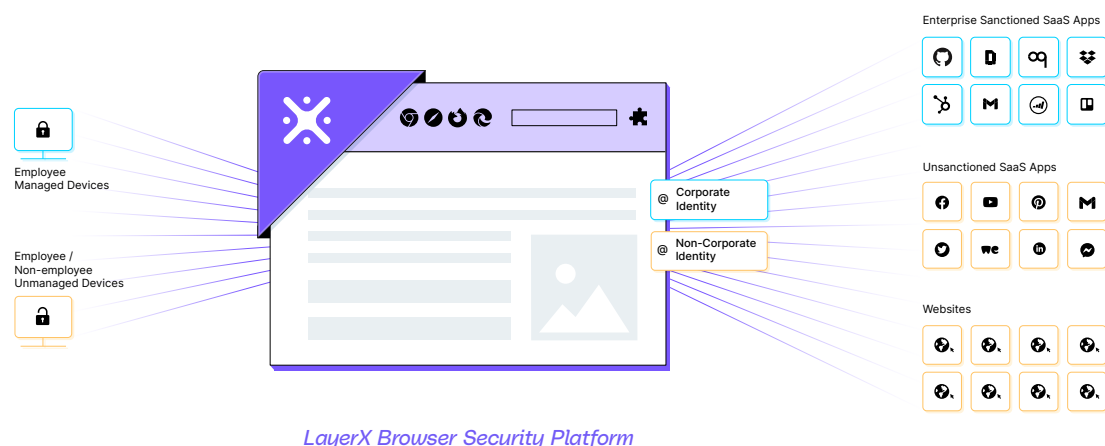 Enterprise Sanctioned SaaS Apps
Employee
Managed Devices
@ Corporate
Identity
Unsanctioned SaaS Apps
@ Non-Corporate
Identity
Employee /
Non-employee
Unmanaged Devices
Websites
LayerX Browser Security Platform